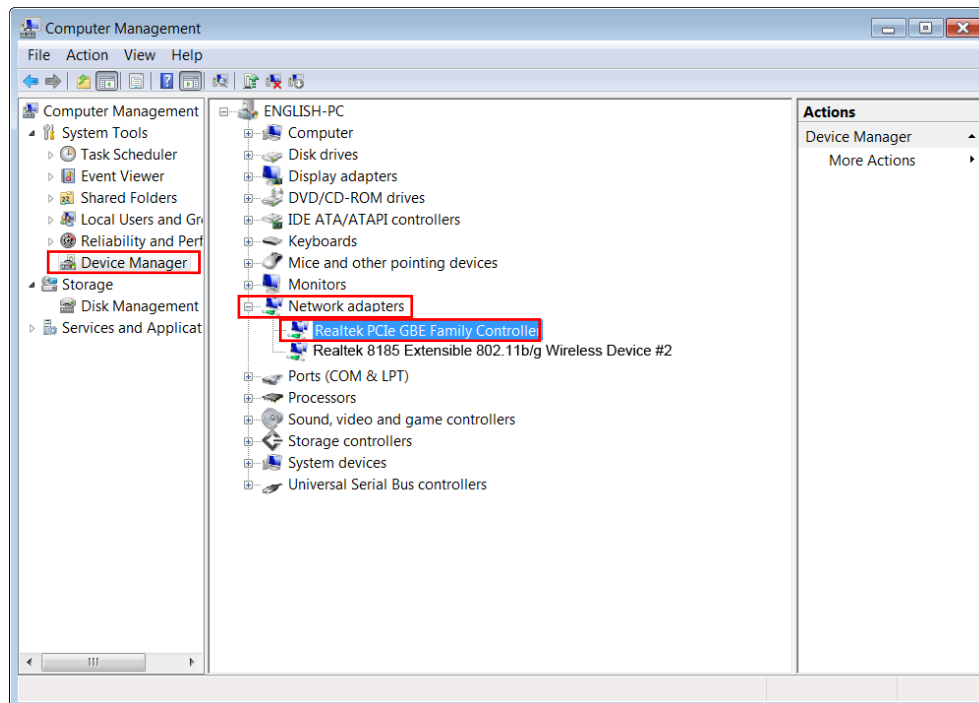 Computer Management
File Action View Help
Computer Management
System Tools
Task Scheduler
Event Viewer
Shared Folders
Local Users and Gr
Reliability and Perf
Device Manager
Storage
Disk Management
Services and Applicat
ENGLISH-PC
Computer
Disk drives
Display adapters
DVD/CD-ROM drives
IDE ATA/ATAPI controllers
Keyboards
Mice and other pointing devices
Monitors
Network adapters
Realtek PCIe GBE Family Controller
Realtek 8185 Extensible 802.11b/g Wireless Device #2
Ports (COM & LPT)
Processors
Sound, video and game controllers
Storage controllers
System devices
Universal Serial Bus controllers
Actions
Device Manager
More Actions